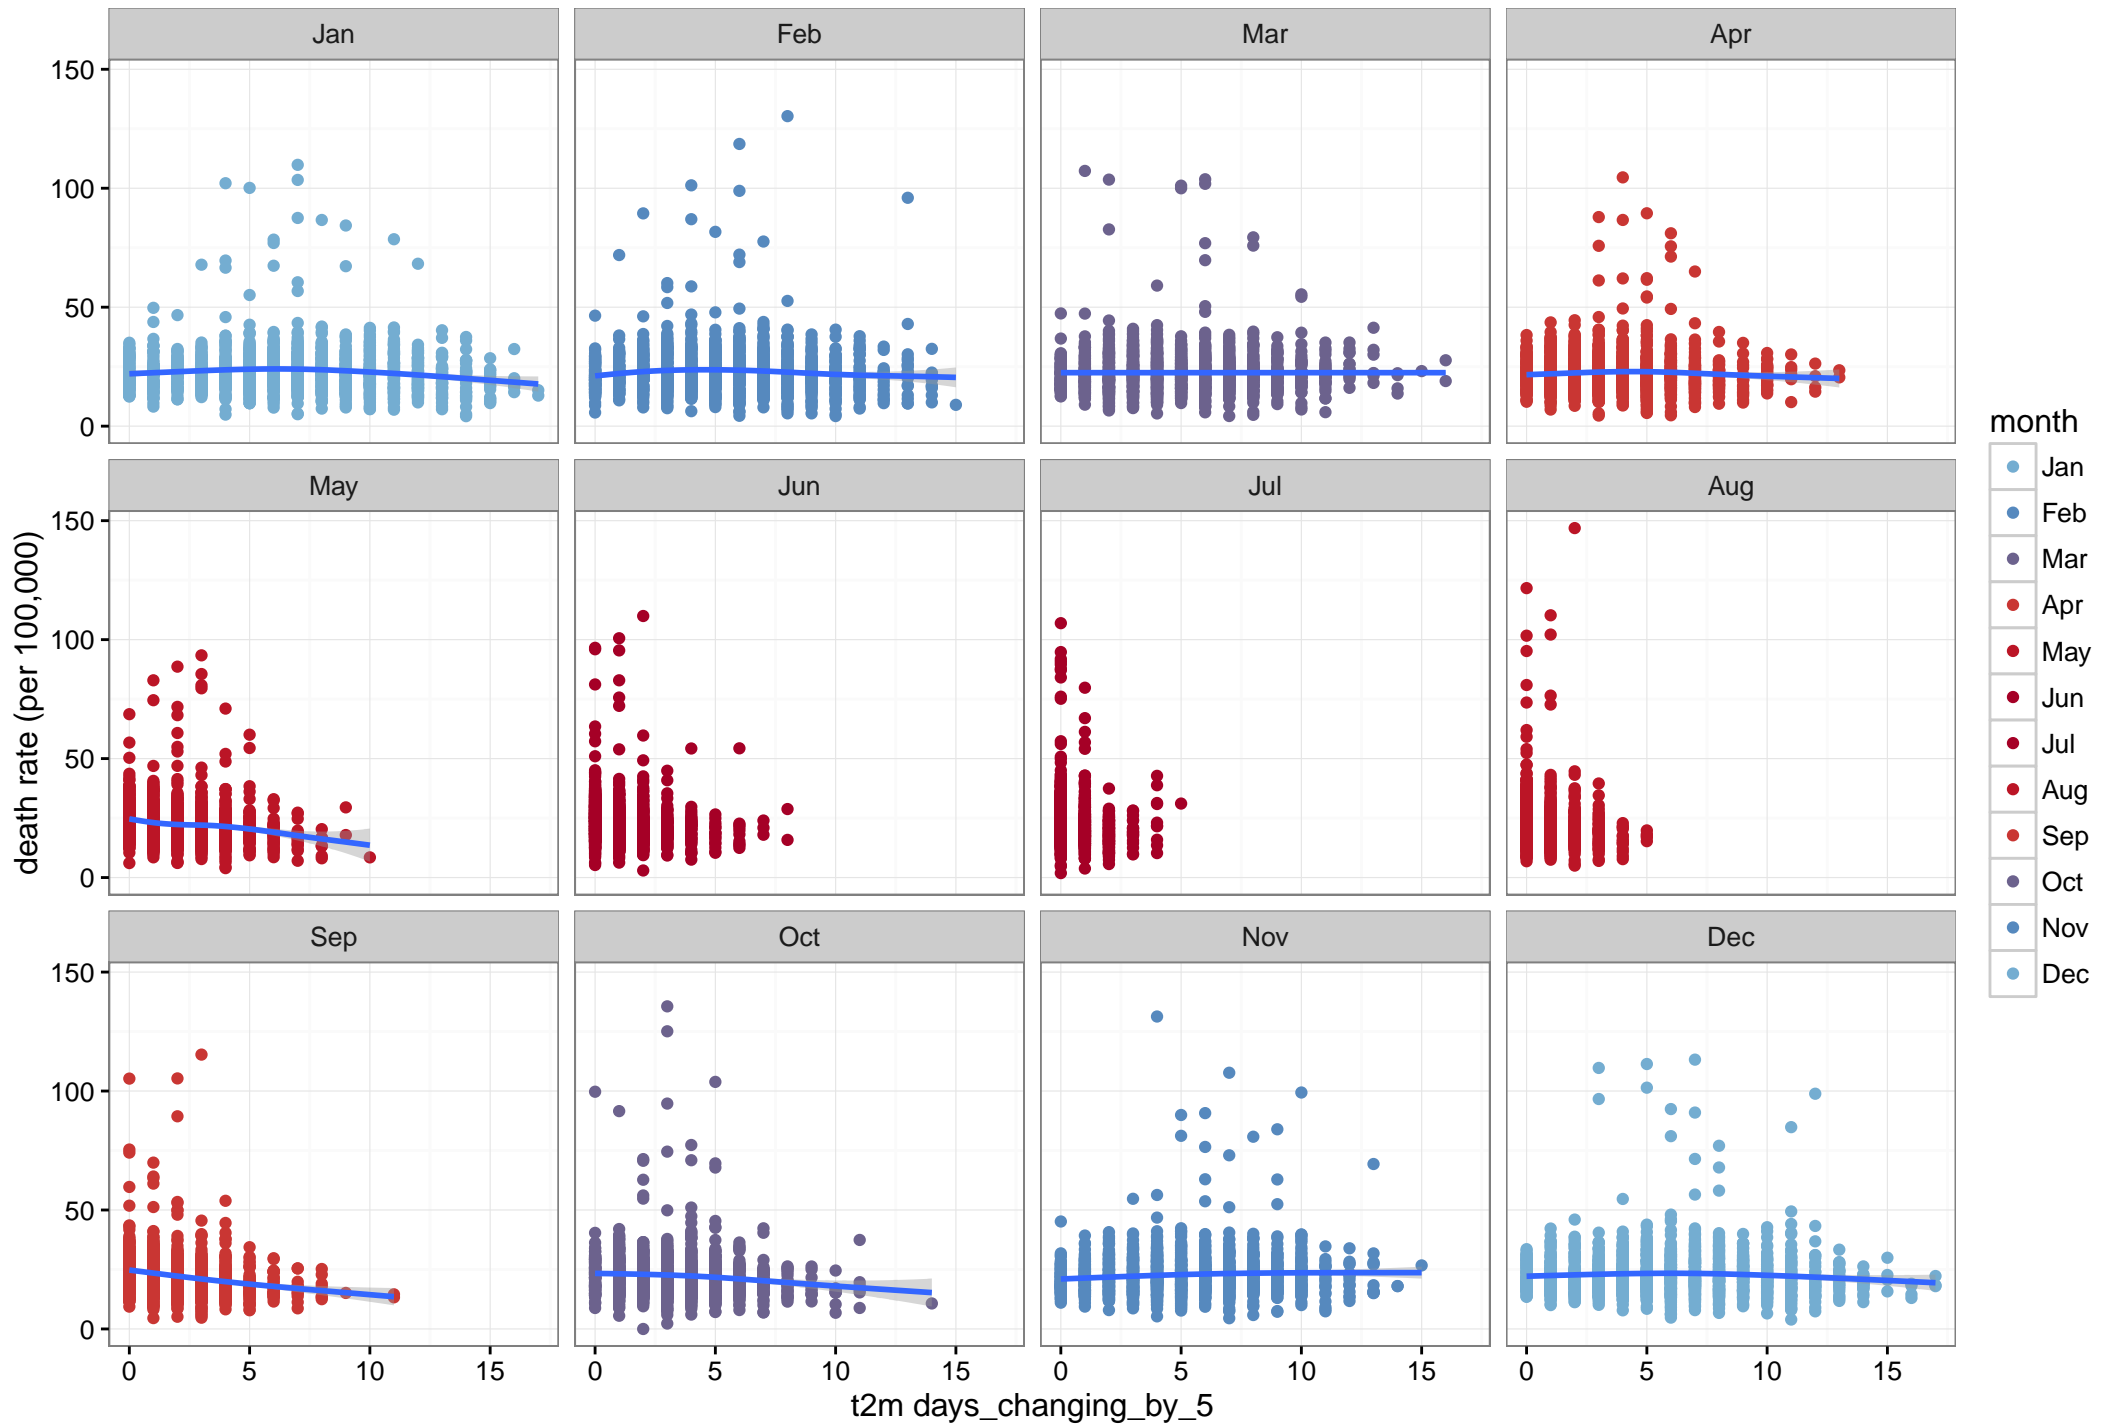 Jan Feb Mar Apr
150
100
50
0
May Jun Jul Aug
150
100
50
0
Sep Oct Nov Dec
150
100
50
0
0 5 10 15 0 5 10 15 0 5 10 15 0 5 10 15
t2m days_changing_by_5
death rate (per 100,000)
month
Jan
Feb
Mar
Apr
May
Jun
Jul
Aug
Sep
Oct
Nov
Dec